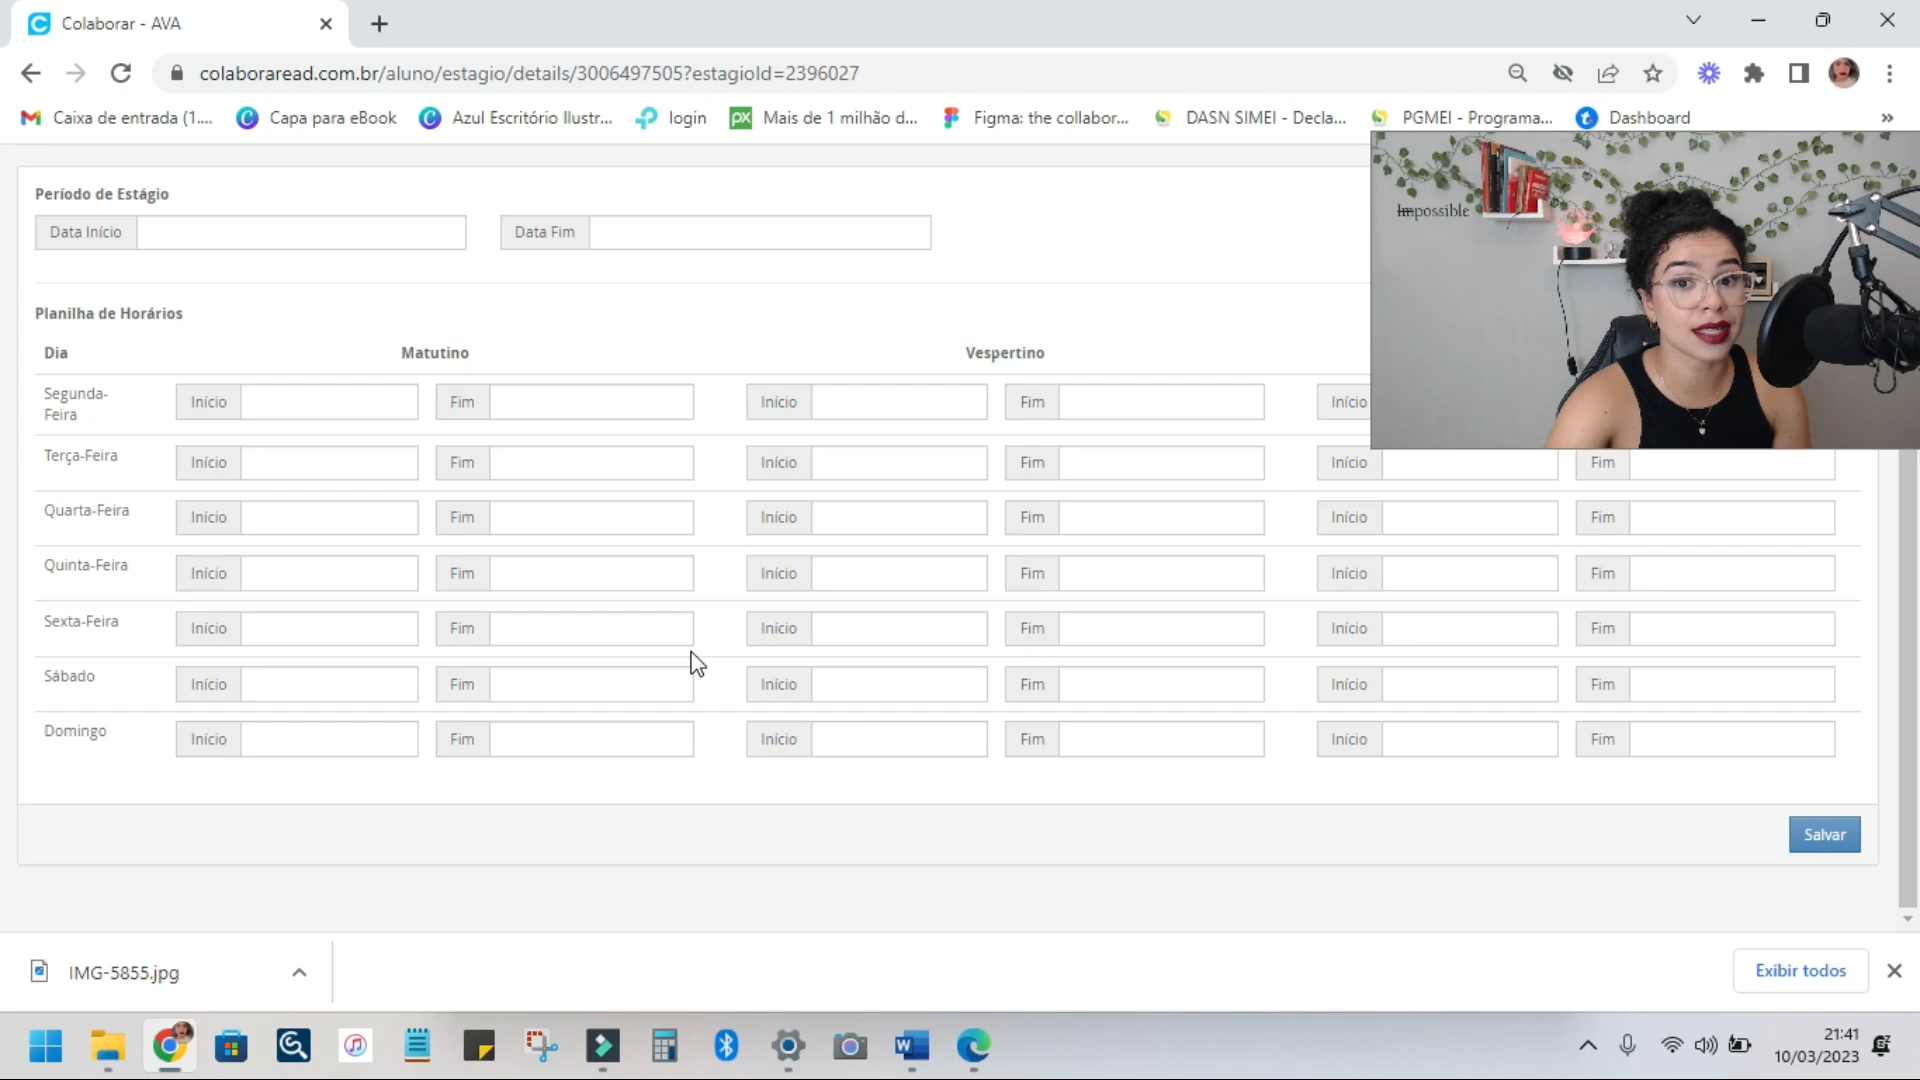 Colaborar - AVA
colaboraread.com.br/aluno/estagio/details/3006497505?estagioId=2396027
Caixa de entrada (1.... Capa para eBook Azul Escritório Ilustr... login Mais de 1 milhão d... Figma: the collabor... DASN SIMEI - Decla... PGMEI - Programa... Dashboard »
px
Impossible
Período de Estágio
Data Início Data Fim
Planilha de Horários
Dia Matutino Vespertino
Segunda-
Feira
Início Fim Início Fim Início
Terça-Feira Início Fim Início Fim Início Fim
Quarta-Feira Início Fim Início Fim Início Fim
Quinta-Feira Início Fim Início Fim Início Fim
Sexta-Feira Início Fim Início Fim Início Fim
Sábado Início Fim Início Fim Início Fim
Domingo Início Fim Início Fim Início Fim
Salvar
IMG-5855.jpg Exibir todos
21:41
10/03/2023